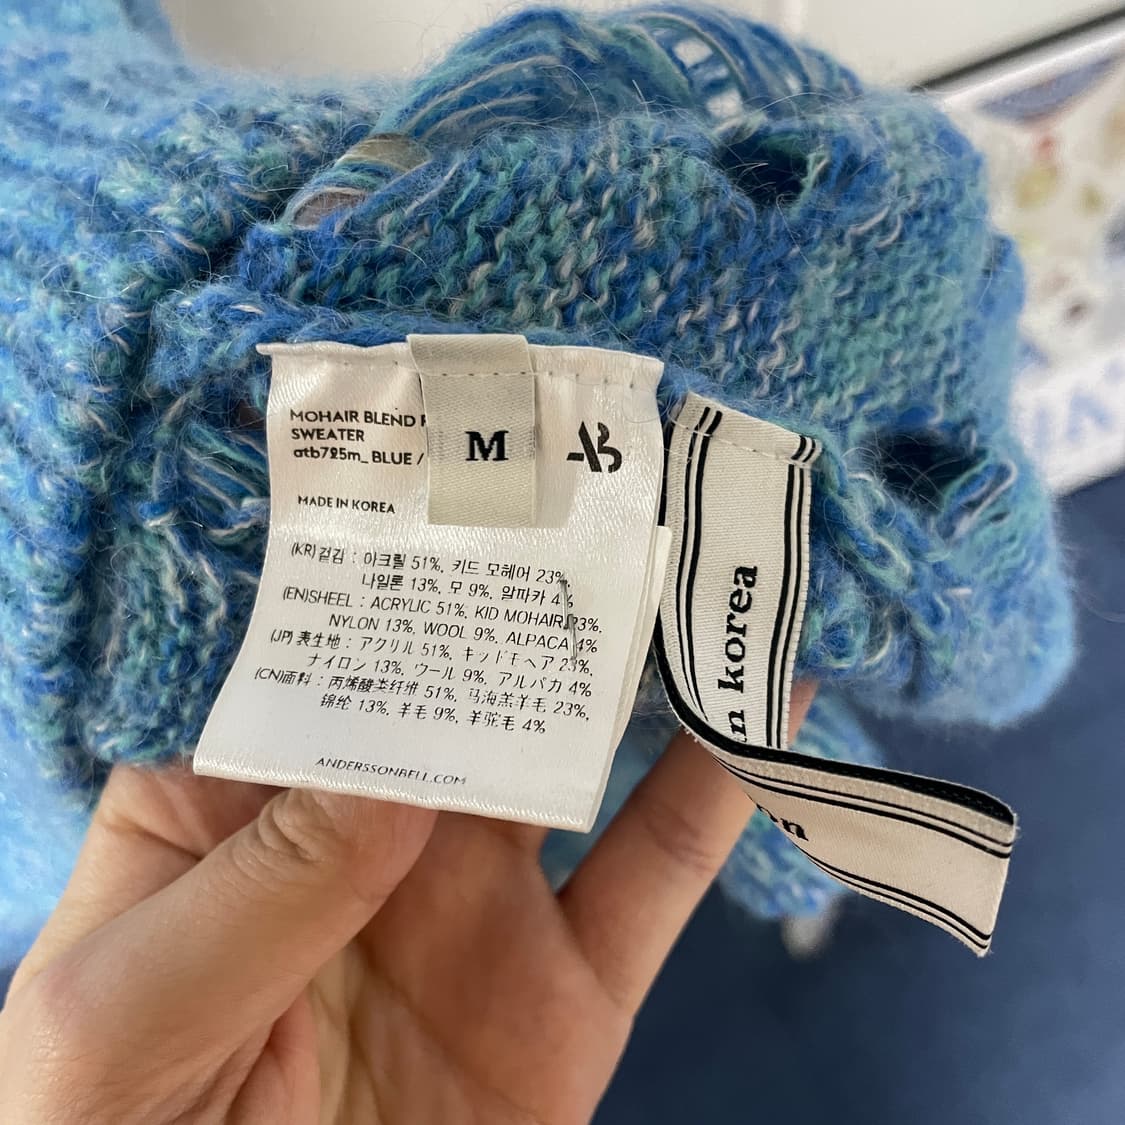 MOHAIR BLEND
SWEATER
atb725m_ BLUE /
M
AB
MADE IN KOREA
(KR)겉감 : 아크릴 51%, 키드 모헤어 23%,
나일론 13%, 모 9%, 알파카 4%
(EN)SHEEL : ACRYLIC 51%, KID MOHAIR 23%,
NYLON 13%, WOOL 9%, ALPACA 4%
(JP)表生地 : アクリル 51%, キッドモヘア 23%,
ナイロン 13%, ウール 9%, アルパカ 4%
(CN)面料 : 丙烯酸类纤维 51%, 马海羔羊毛 23%,
锦纶 13%, 羊毛 9%, 羊驼毛 4%
ANDERSSONBELL.COM
korea